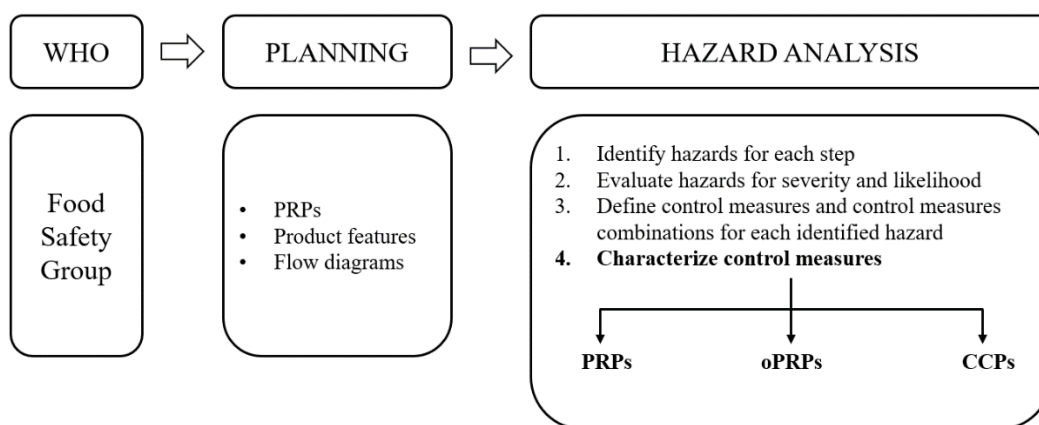 WHO
PLANNING
HAZARD ANALYSIS
Food
Safety
Group
• PRPs
• Product features
• Flow diagrams
1. Identify hazards for each step
2. Evaluate hazards for severity and likelihood
3. Define control measures and control measures
combinations for each identified hazard
4. Characterize control measures
PRPs
oPRPs
CCPs